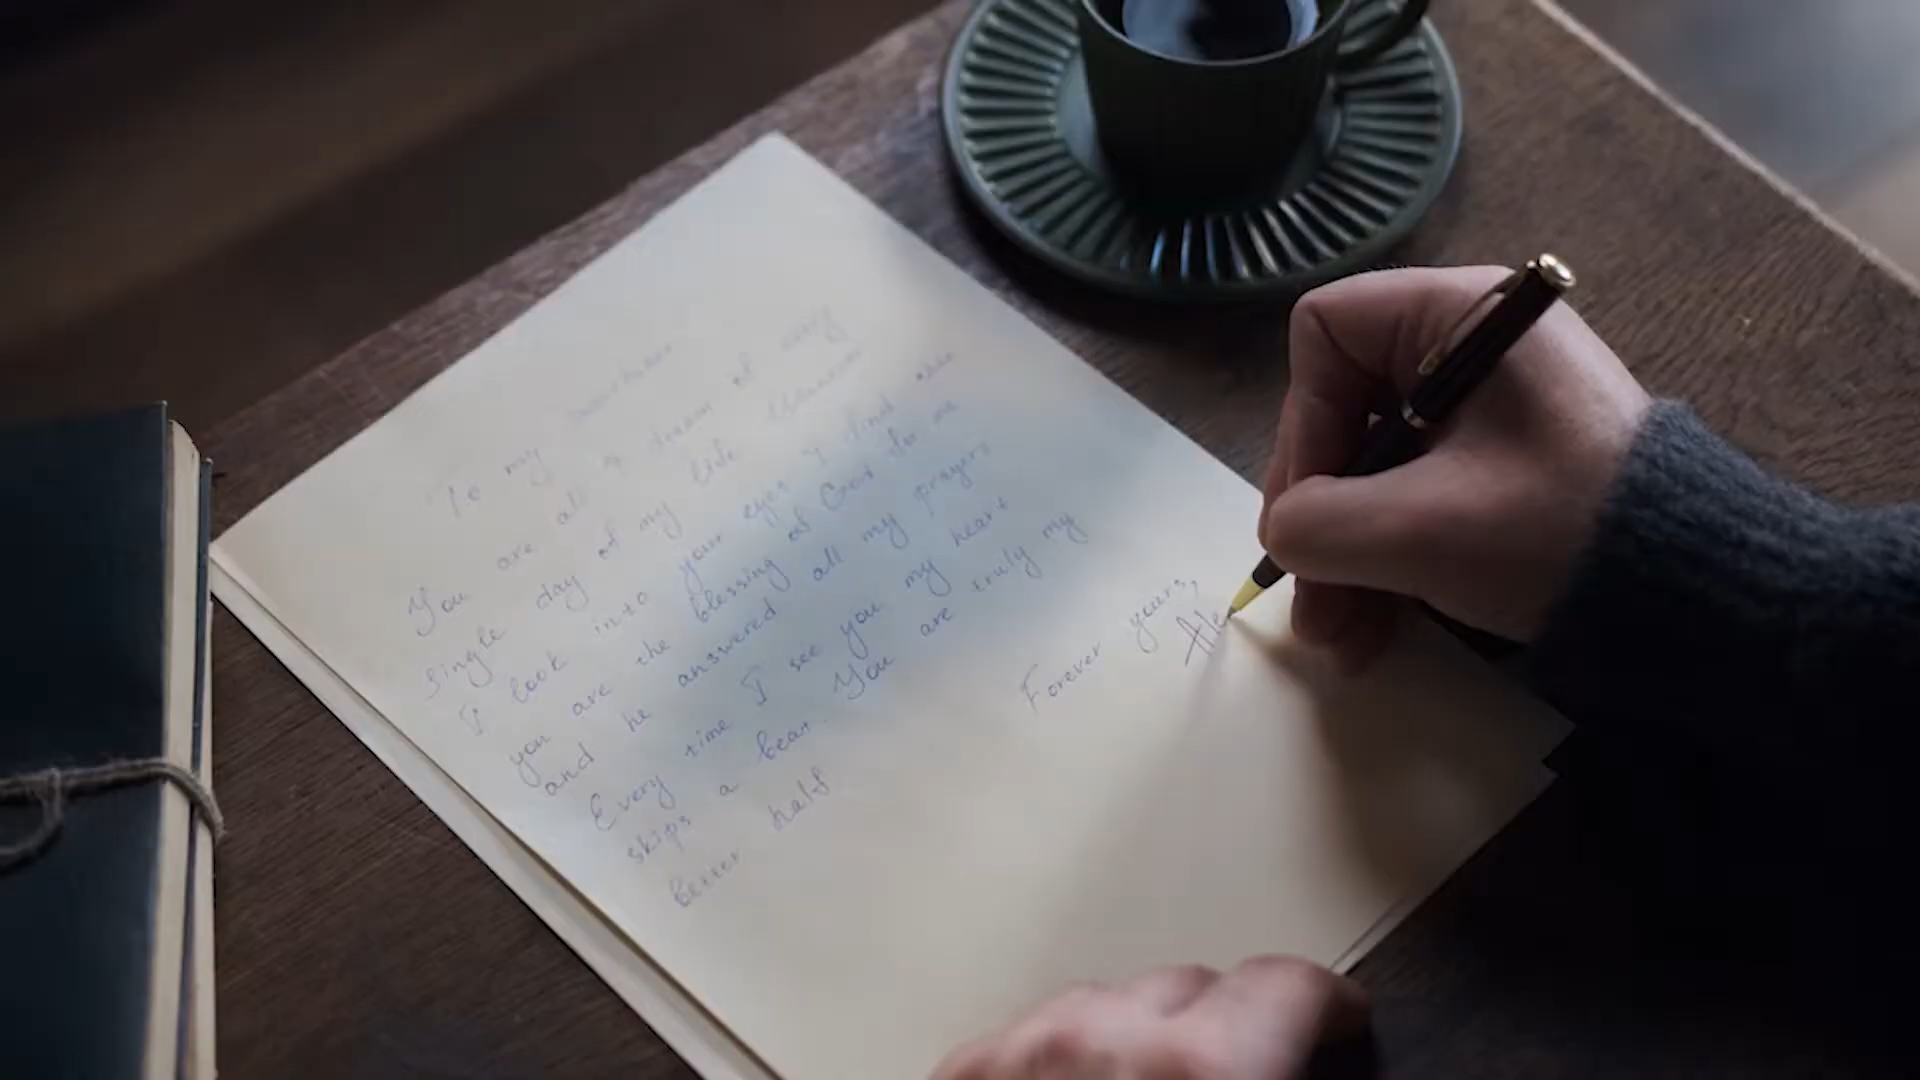 To my
You are all I dream of every
single day of my life.
I look into your eyes I find
you are the blessing of God for me
and he answered all my prayers
Every time I see you my heart
skips a beat. You are truly my
better half
Forever yours,
Ale